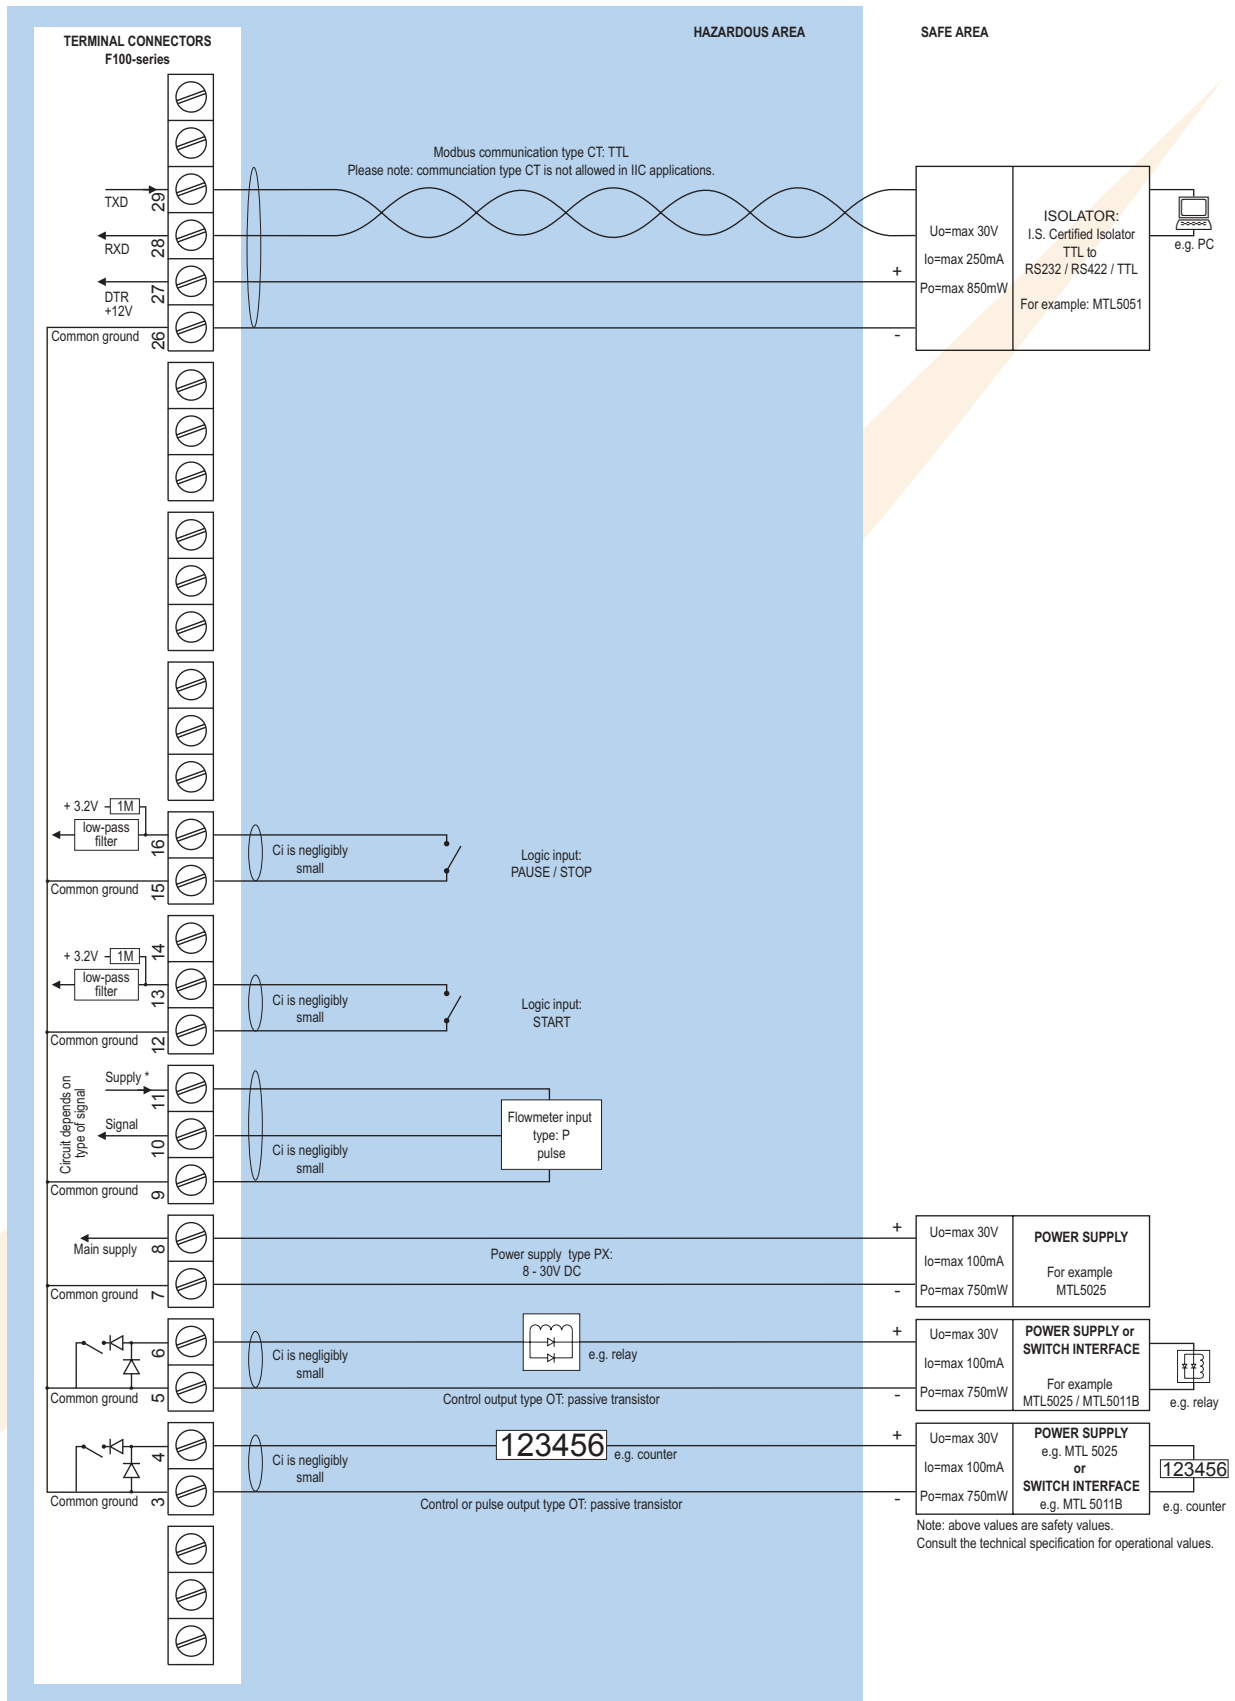 HAZARDOUS AREA
SAFE AREA
TERMINAL CONNECTORS
F100-series
Modbus communication type CT: TTL
Please note: communciation type CT is not allowed in IIC applications.
TXD
29
RXD
28
DTR
+12V
27
Common ground
26
+
-
Uo=max 30V
Io=max 250mA
Po=max 850mW
ISOLATOR:
I.S. Certified Isolator
TTL to
RS232 / RS422 / TTL
For example: MTL5051
e.g. PC
+ 3.2V
1M
low-pass
filter
16
Common ground
15
Ci is negligibly
small
Logic input:
PAUSE / STOP
14
+ 3.2V
1M
low-pass
filter
13
Common ground
12
Ci is negligibly
small
Logic input:
START
Circuit depends on
type of signal
Supply *
11
Signal
10
Common ground
9
Ci is negligibly
small
Flowmeter input
type: P
pulse
Main supply
8
Common ground
7
Power supply type PX:
8 - 30V DC
+
-
Uo=max 30V
Io=max 100mA
Po=max 750mW
POWER SUPPLY
For example
MTL5025
6
Common ground
5
Ci is negligibly
small
e.g. relay
Control output type OT: passive transistor
+
-
Uo=max 30V
Io=max 100mA
Po=max 750mW
POWER SUPPLY or
SWITCH INTERFACE
For example
MTL5025 / MTL5011B
e.g. relay
4
Common ground
3
Ci is negligibly
small
123456
e.g. counter
Control or pulse output type OT: passive transistor
+
-
Uo=max 30V
Io=max 100mA
Po=max 750mW
POWER SUPPLY
e.g. MTL 5025
or
SWITCH INTERFACE
e.g. MTL 5011B
123456
e.g. counter
Note: above values are safety values.
Consult the technical specification for operational values.